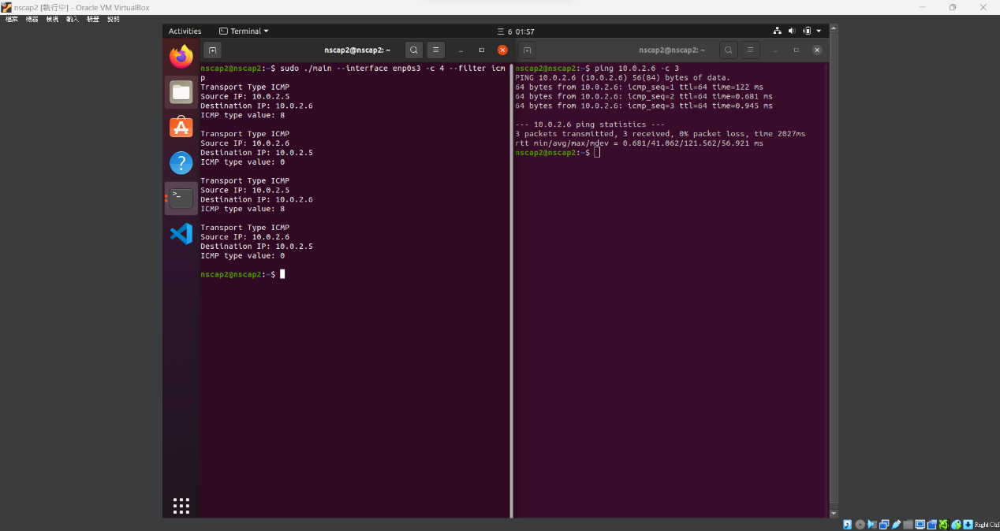 nscap2 [執行中] - Oracle VM VirtualBox
檔案 機器 檢視 輸入 裝置 說明
Activities Terminal 三 6 01:57
nscap2@nscap2: ~
nscap2@nscap2:~$ sudo ./main --interface enp0s3 -c 4 --filter icm
p
Transport Type ICMP
Source IP: 10.0.2.5
Destination IP: 10.0.2.6
ICMP type value: 8
Transport Type ICMP
Source IP: 10.0.2.6
Destination IP: 10.0.2.5
ICMP type value: 0
Transport Type ICMP
Source IP: 10.0.2.5
Destination IP: 10.0.2.6
ICMP type value: 8
Transport Type ICMP
Source IP: 10.0.2.6
Destination IP: 10.0.2.5
ICMP type value: 0
nscap2@nscap2:~$
nscap2@nscap2: ~
nscap2@nscap2:~$ ping 10.0.2.6 -c 3
PING 10.0.2.6 (10.0.2.6) 56(84) bytes of data.
64 bytes from 10.0.2.6: icmp_seq=1 ttl=64 time=122 ms
64 bytes from 10.0.2.6: icmp_seq=2 ttl=64 time=0.681 ms
64 bytes from 10.0.2.6: icmp_seq=3 ttl=64 time=0.945 ms
--- 10.0.2.6 ping statistics ---
3 packets transmitted, 3 received, 0% packet loss, time 2027ms
rtt min/avg/max/mdev = 0.681/41.062/121.562/56.921 ms
nscap2@nscap2:~$
Right Ctrl